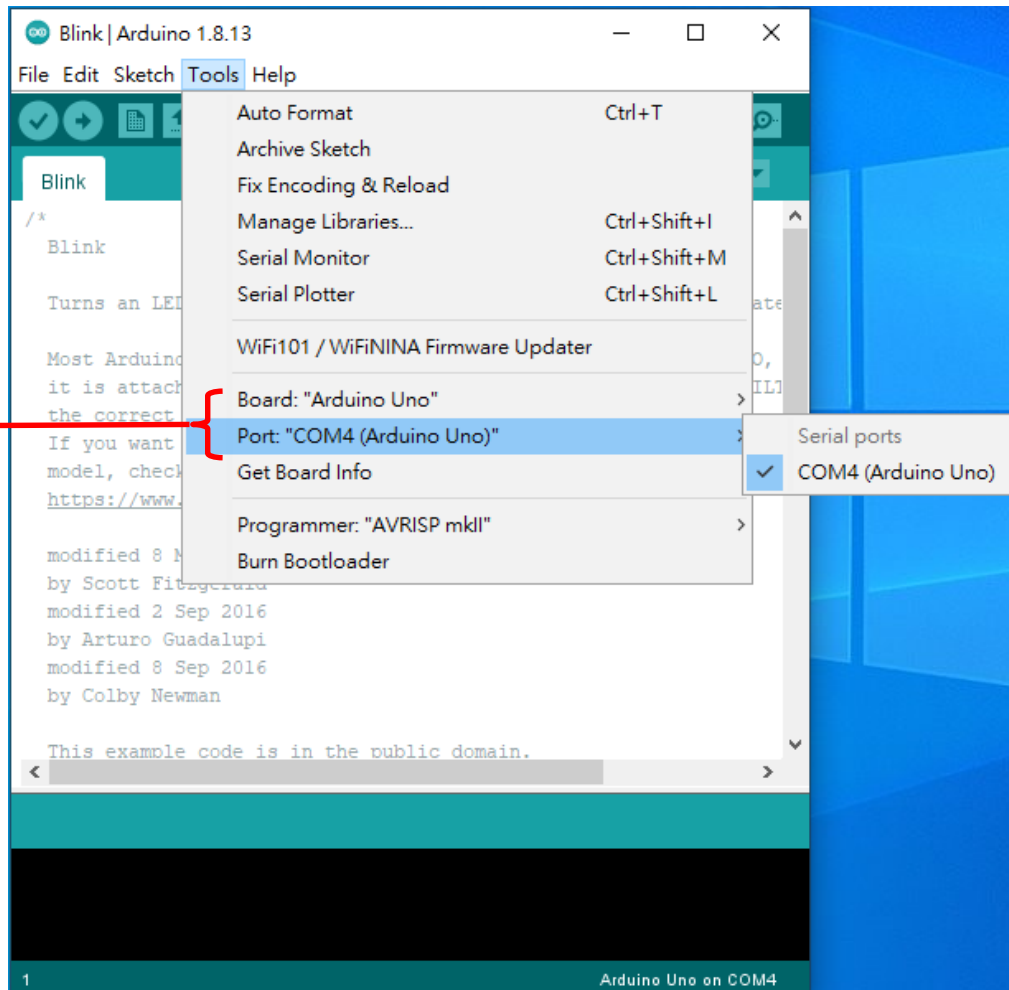 Blink | Arduino 1.8.13
File Edit Sketch Tools Help
Auto Format Ctrl+T
Archive Sketch
Fix Encoding & Reload
Manage Libraries... Ctrl+Shift+I
Serial Monitor Ctrl+Shift+M
Serial Plotter Ctrl+Shift+L
WiFi101 / WiFiNINA Firmware Updater
Board: "Arduino Uno"
Port: "COM4 (Arduino Uno)"
Get Board Info
Programmer: "AVRISP mkII"
Burn Bootloader
Serial ports
COM4 (Arduino Uno)
Blink
/*
Blink
Turns an LED
Most Arduino
it is attach
the correct
If you want
model, check
https://www.
modified 8 M
by Scott Fitzgerald
modified 2 Sep 2016
by Arturo Guadalupi
modified 8 Sep 2016
by Colby Newman
This example code is in the public domain.
1 Arduino Uno on COM4